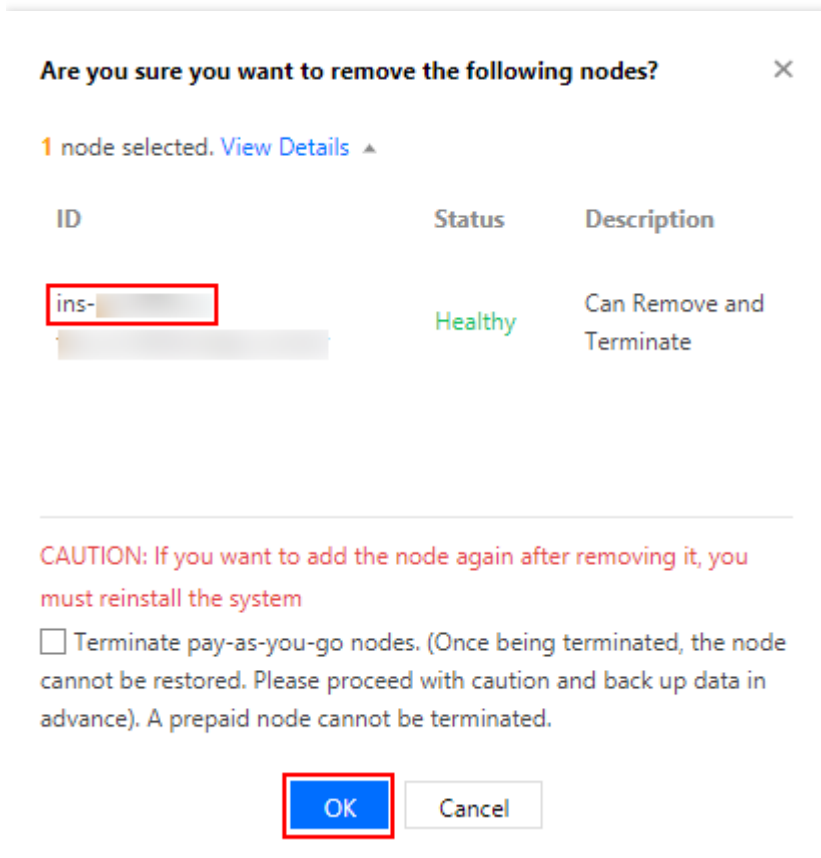 Are you sure you want to remove the following nodes?
1 node selected. View Details
ID Status Description
ins-
Healthy
Can Remove and
Terminate
CAUTION: If you want to add the node again after removing it, you
must reinstall the system
Terminate pay-as-you-go nodes. (Once being terminated, the node
cannot be restored. Please proceed with caution and back up data in
advance). A prepaid node cannot be terminated.
OK Cancel